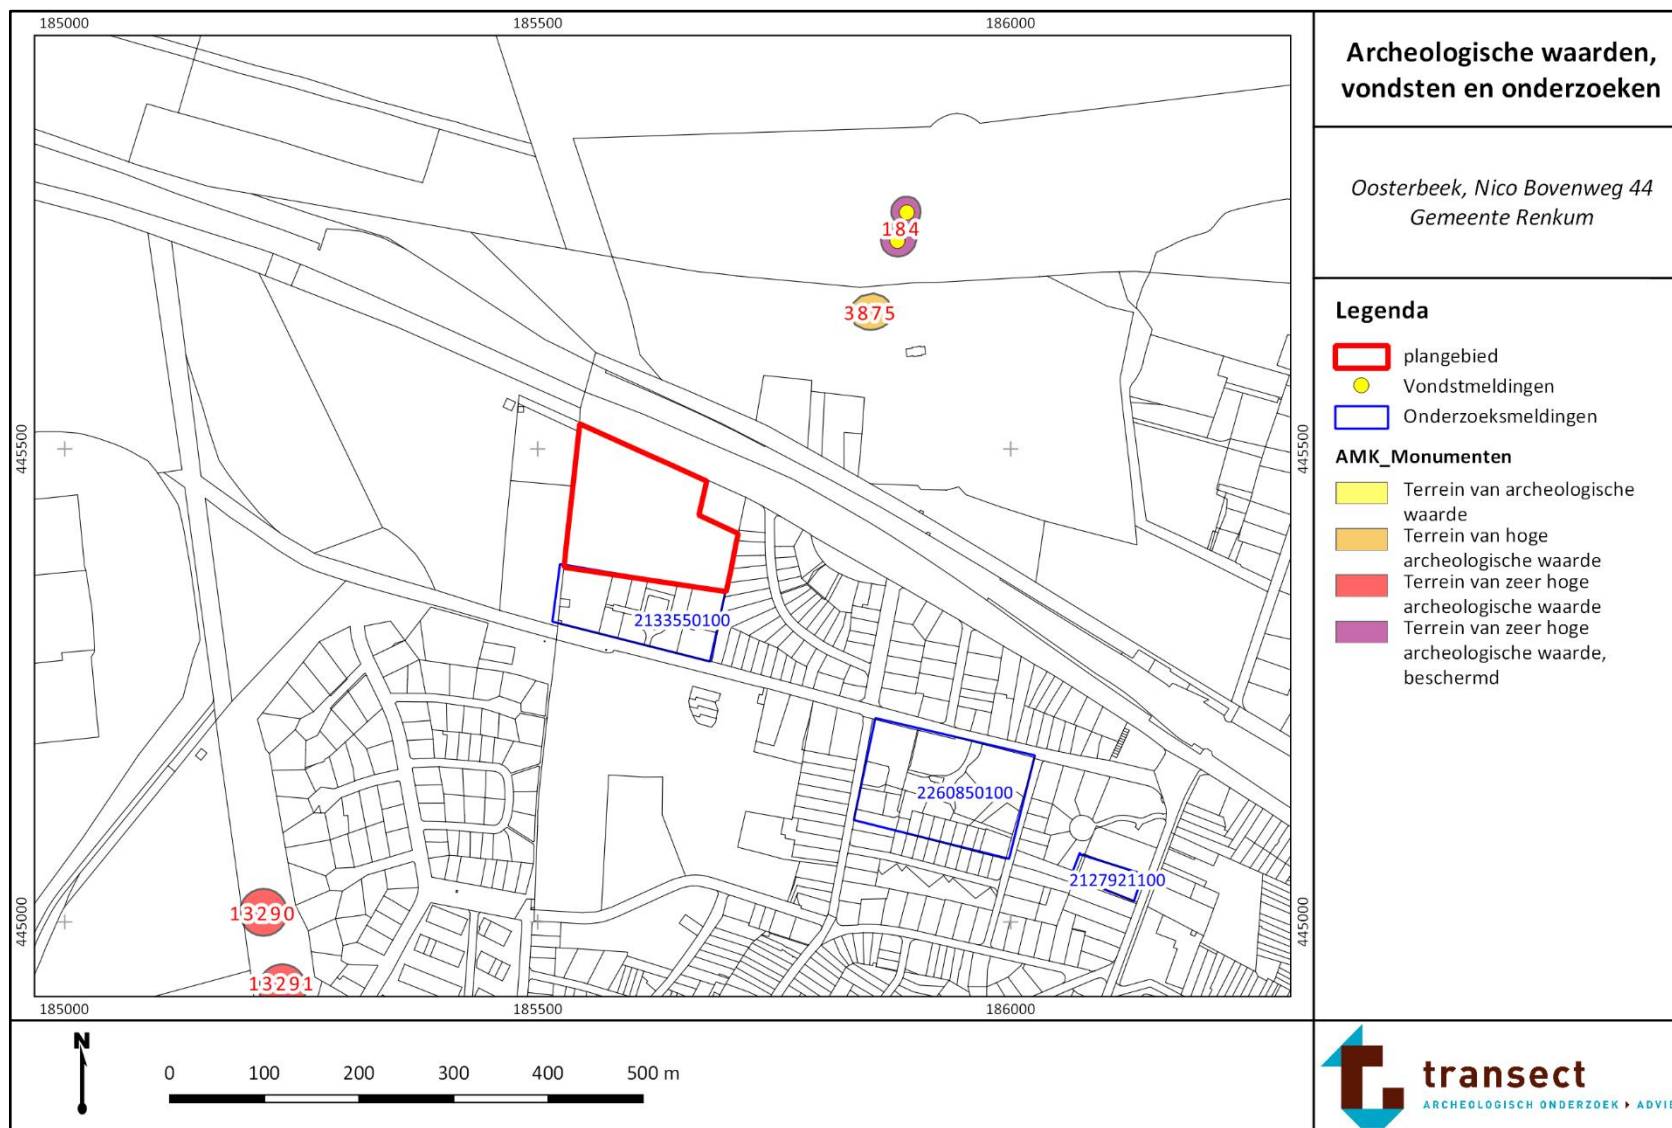 185000 185500 186000
Archeologische waarden,
vondsten en onderzoeken
Oosterbeek, Nico Bovenweg 44
Gemeente Renkum
184
3875
Legenda
plangebied
Vondstmeldingen
Onderzoeksmeldingen
AMK_Monumenten
Terrein van archeologische
waarde
Terrein van hoge
archeologische waarde
Terrein van zeer hoge
archeologische waarde
Terrein van zeer hoge
archeologische waarde,
beschermd
445500 445500
2133550100
2260850100
2127921100
445000 445000
13290
13291
185000 185500 186000
N
0 100 200 300 400 500 m
transect
ARCHEOLOGISCH ONDERZOEK